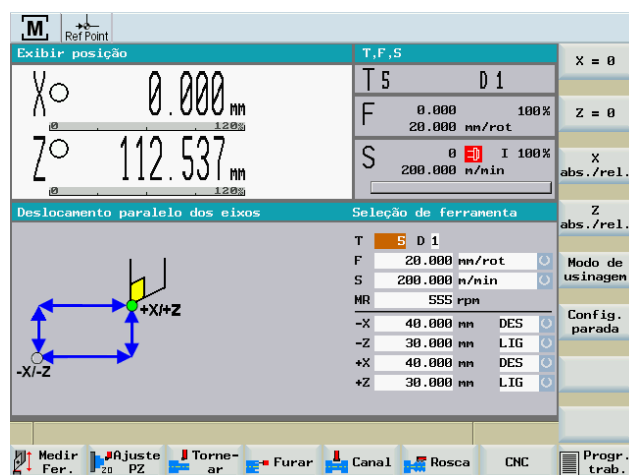 M
Ref Point
Exibir posição
T,F,S
X = 0
X 0.000 mm
0 120%
Z 112.537 mm
0 120%
T 5 D 1
F 0.000 100%
20.000 mm/rot
S 0 I 100%
200.000 m/min
Z = 0
X
abs./rel.
Z
abs./rel.
Modo de
usinagem
Config.
parada
Deslocamento paralelo dos eixos
+X/+Z
-X/-Z
Seleção de ferramenta
T 5 D 1
F 20.000 mm/rot
S 200.000 m/min
MR 555 rpm
-X 40.000 mm DES
-Z 30.000 mm LIG
+X 40.000 mm DES
+Z 30.000 mm LIG
Medir
Fer.
Z0
Ajuste
PZ
Torne-
ar
Furar
Canal
Rosca
CNC
Progr.
trab.